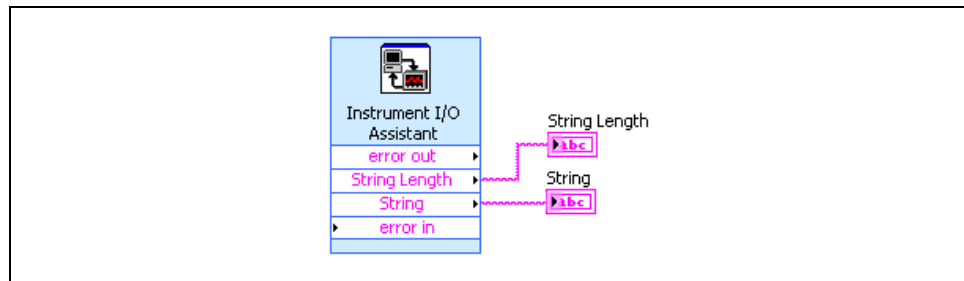 Instrument I/O
Assistant
error out
String Length
String
error in
String Length
abc
String
abc